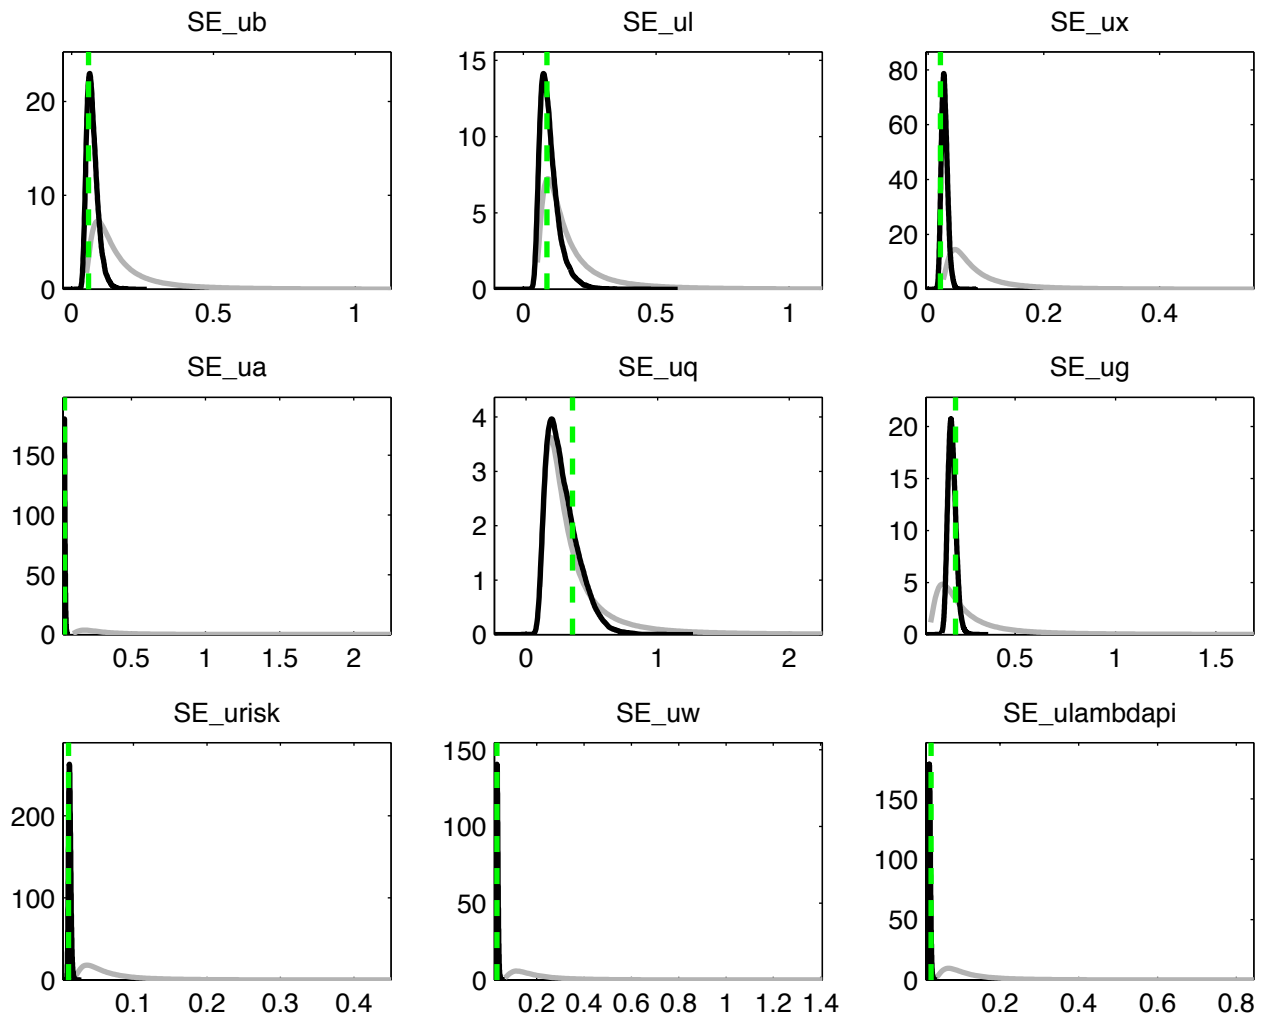 SE_ub SE_ul SE_ux
20 15 80
10 10 60
0 5 40
0 20
0
0 0.5 1 0 0.5 1 0 0.2 0.4
SE_ua SE_uq SE_ug
150 4 20
100 3 15
50 2 10
0 1 5
0 0
0.5 1 1.5 2 0 1 2 0.5 1 1.5
SE_urisk SE_uw SE_ulambdapi
200 150 150
100 100 100
0 50 50
0 0
0.1 0.2 0.3 0.4 0.2 0.4 0.6 0.8 1 1.2 1.4 0.2 0.4 0.6 0.8